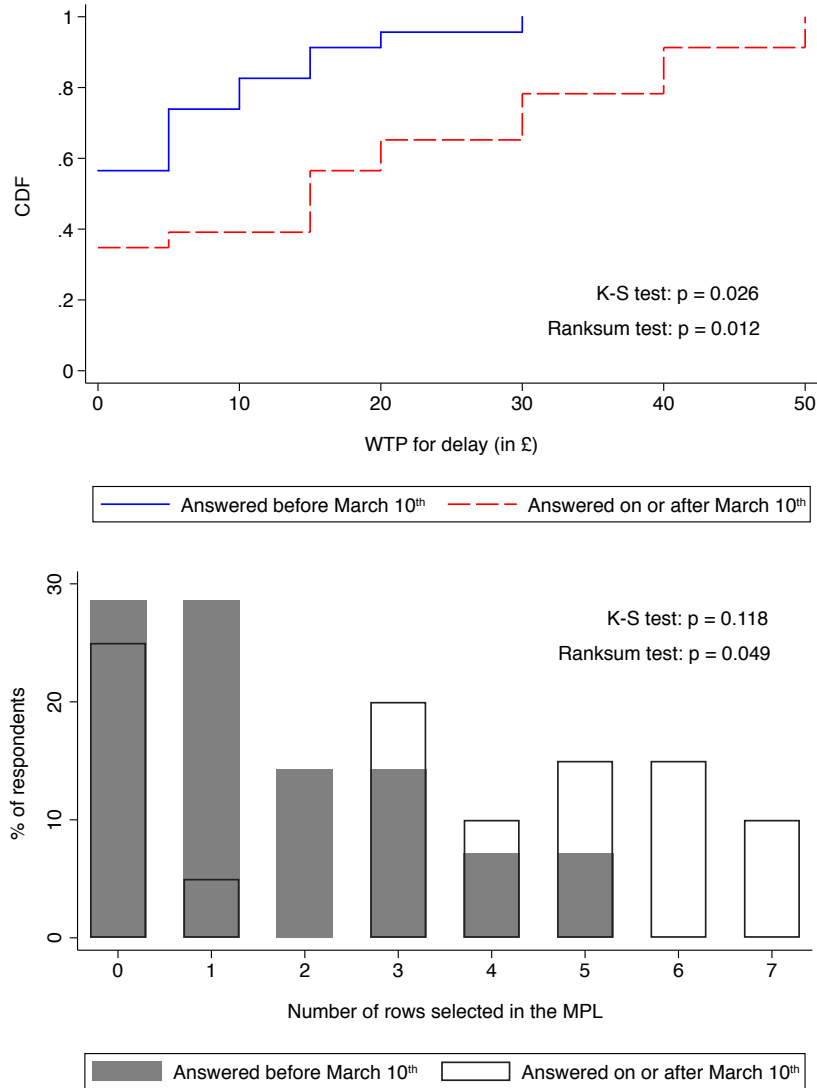 1
.8
.6
.4
.2
0
CDF
K-S test: p = 0.026
Ranksum test: p = 0.012
0 10 20 30 40 50
WTP for delay (in £)
Answered before March 10th Answered on or after March 10th
30
20
10
0
% of respondents
K-S test: p = 0.118
Ranksum test: p = 0.049
0 1 2 3 4 5 6 7
Number of rows selected in the MPL
Answered before March 10th Answered on or after March 10th